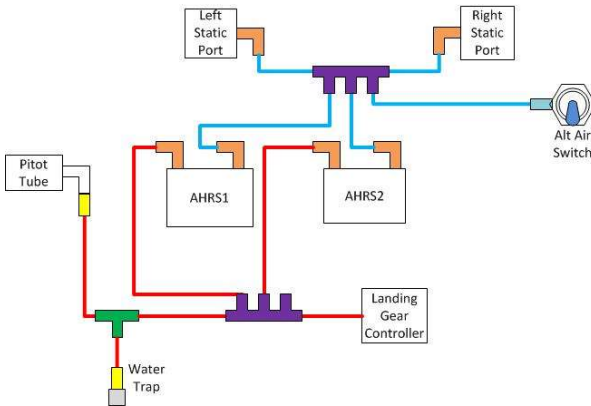 Left
Static
Port
Right
Static
Port
Alt Air
Switch
Pitot
Tube
AHRS1
AHRS2
Landing
Gear
Controller
Water
Trap